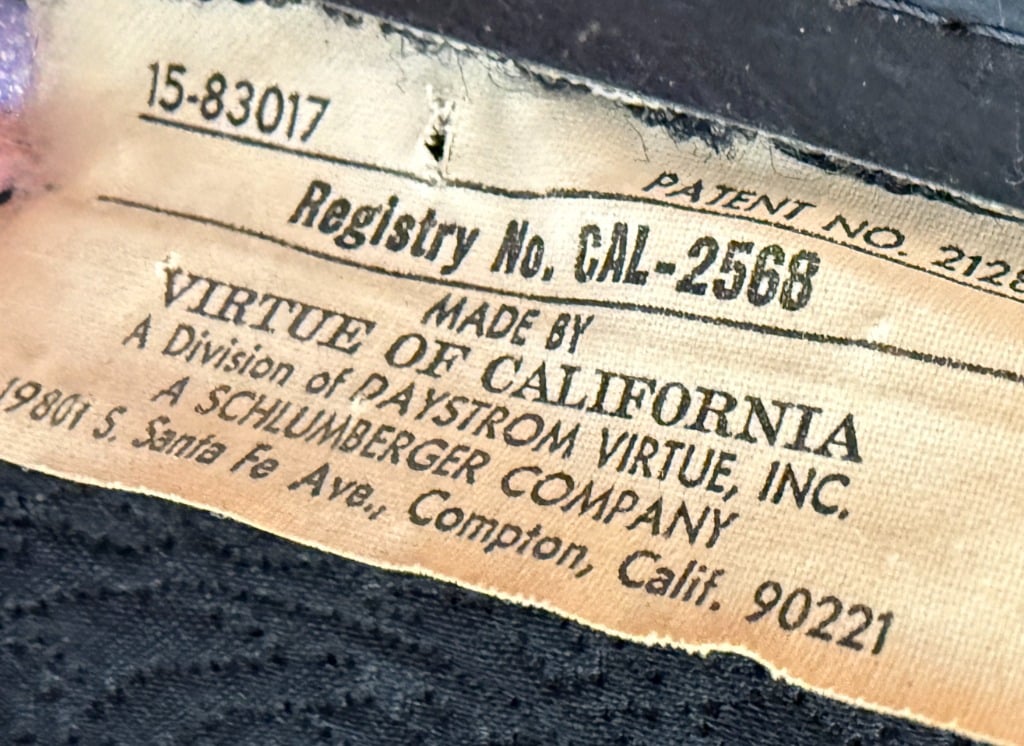 15-83017
PATENT NO. 2128
Registry No. CAL-2568
MADE BY
VIRTUE OF CALIFORNIA
A Division of DAYSTROM VIRTUE, INC.
A SCHLUMBERGER COMPANY
19801 S. Santa Fe Ave., Compton, Calif. 90221